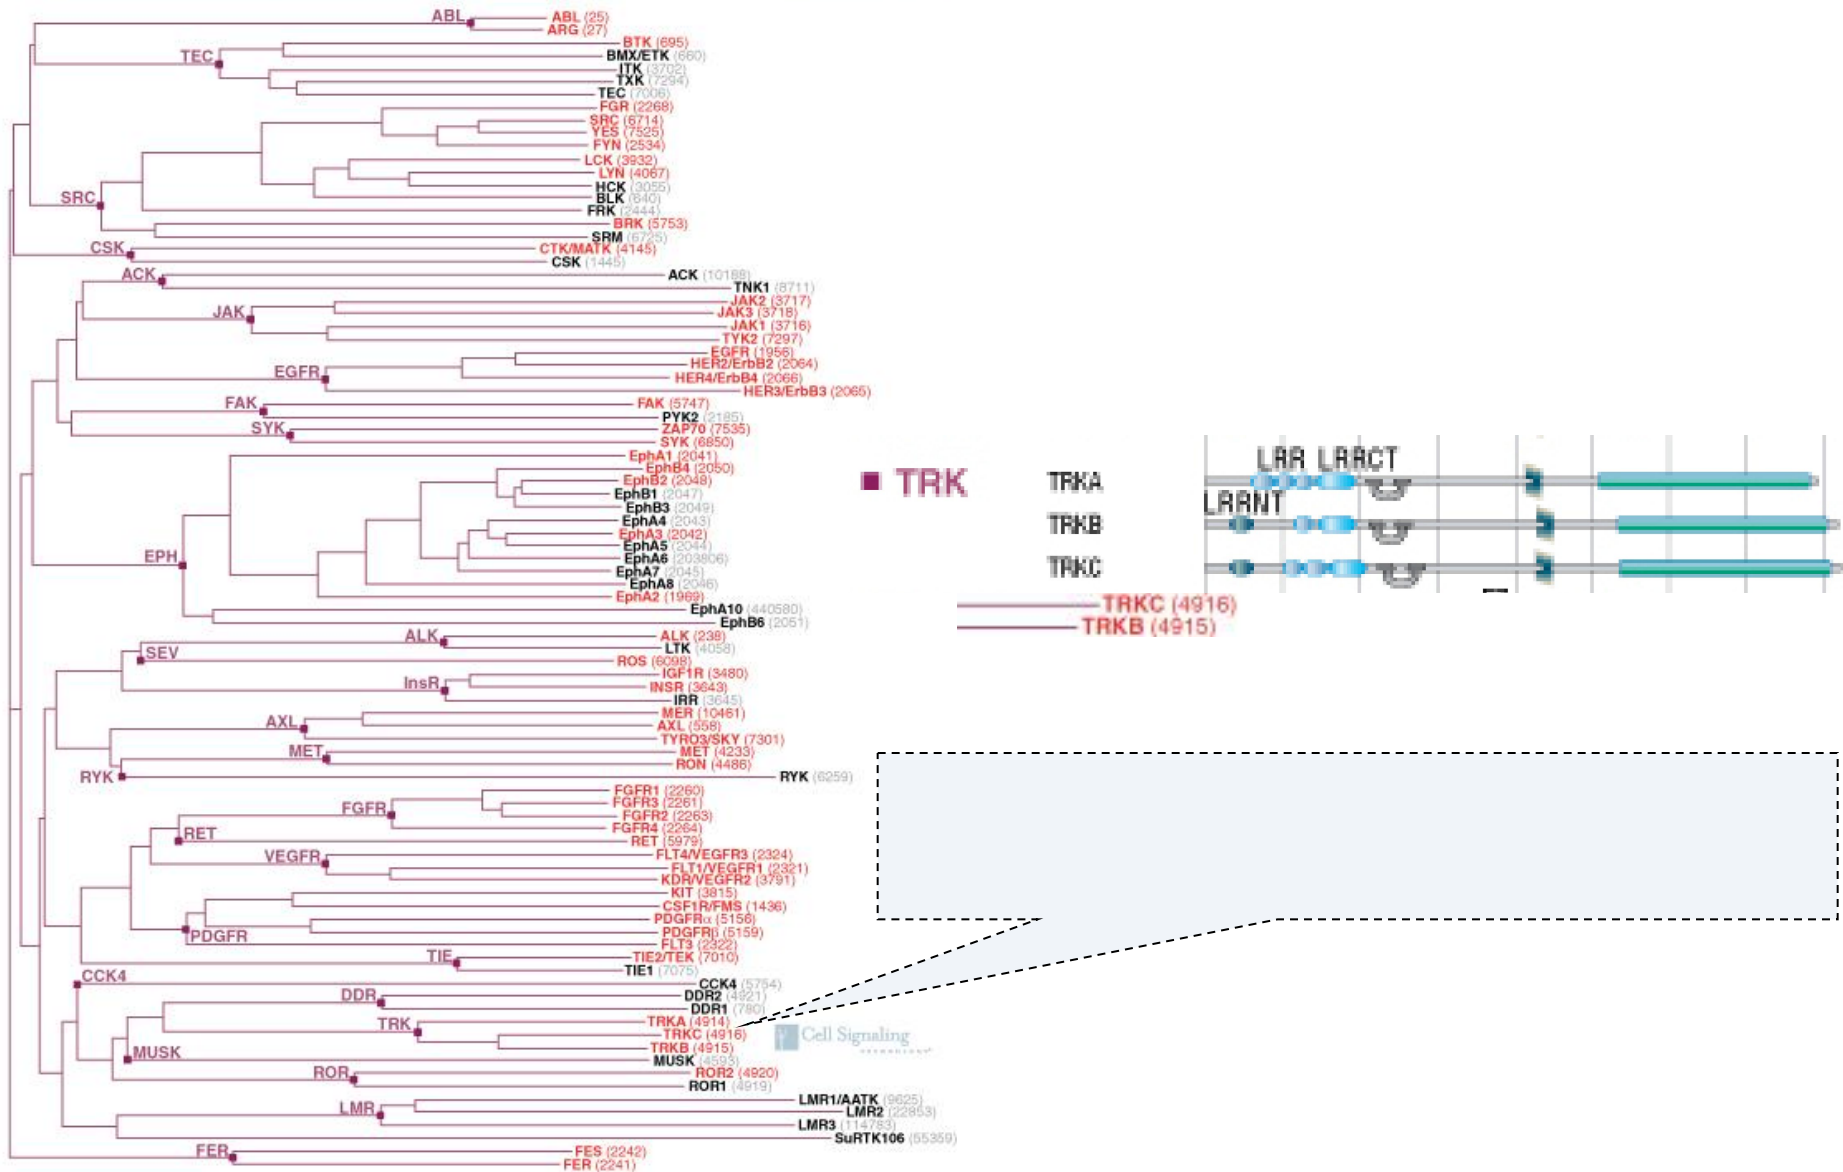 ABL
ABL (25)
ARG (27)
TEC
BTK (695)
BMX/ETK (660)
ITK (3702)
TXK (7294)
TEC (7006)
FGR (2268)
SRC (6714)
YES (7525)
FYN (2534)
LCK (3932)
LYN (4067)
HCK (3055)
BLK (640)
SRC
FRK (2444)
BRK (5753)
SRM (6725)
CSK
CTK/MATK (4145)
CSK (1445)
ACK
ACK (10188)
TNK1 (8711)
JAK
JAK2 (3717)
JAK3 (3718)
JAK1 (3716)
TYK2 (7297)
EGFR
EGFR (1956)
HER2/ErbB2 (2064)
HER4/ErbB4 (2066)
HER3/ErbB3 (2065)
FAK
FAK (5747)
PYK2 (2185)
SYK
ZAP70 (7535)
SYK (6850)
EphA1 (2041)
EphB4 (2050)
EphB2 (2048)
EphB1 (2047)
EphB3 (2049)
EphA4 (2043)
EphA3 (2042)
EphA5 (2044)
EPH
EphA6 (203806)
EphA7 (2045)
EphA8 (2046)
EphA2 (1969)
EphA10 (440580)
EphB6 (2051)
ALK
ALK (238)
LTK (4058)
SEV
ROS (6098)
InsR
IGF1R (3480)
INSR (3643)
IRR (3645)
AXL
MER (10461)
AXL (558)
TYRO3/SKY (7301)
MET
MET (4233)
RON (4486)
RYK
RYK (6259)
FGFR
FGFR1 (2260)
FGFR3 (2261)
FGFR2 (2263)
FGFR4 (2264)
RET
RET (5979)
VEGFR
FLT4/VEGFR3 (2324)
FLT1/VEGFR1 (2321)
KDR/VEGFR2 (3791)
KIT (3815)
CSF1R/FMS (1436)
PDGFRα (5156)
PDGFRβ (5159)
PDGFR
FLT3 (2322)
TIE
TIE2/TEK (7010)
TIE1 (7075)
CCK4
CCK4 (5754)
DDR
DDR2 (4921)
DDR1 (780)
TRK
TRKA (4914)
TRKC (4916)
TRKB (4915)
MUSK
MUSK (4593)
ROR
ROR2 (4920)
ROR1 (4919)
LMR
LMR1/AATK (9625)
LMR2 (22853)
LMR3 (114783)
SuRTK106 (55359)
FER
FES (2242)
FER (2241)
LRR LRRCT
TRK
TRKA
LRRNT
TRKB
TRKC
TRKC (4916)
TRKB (4915)
Cell Signaling